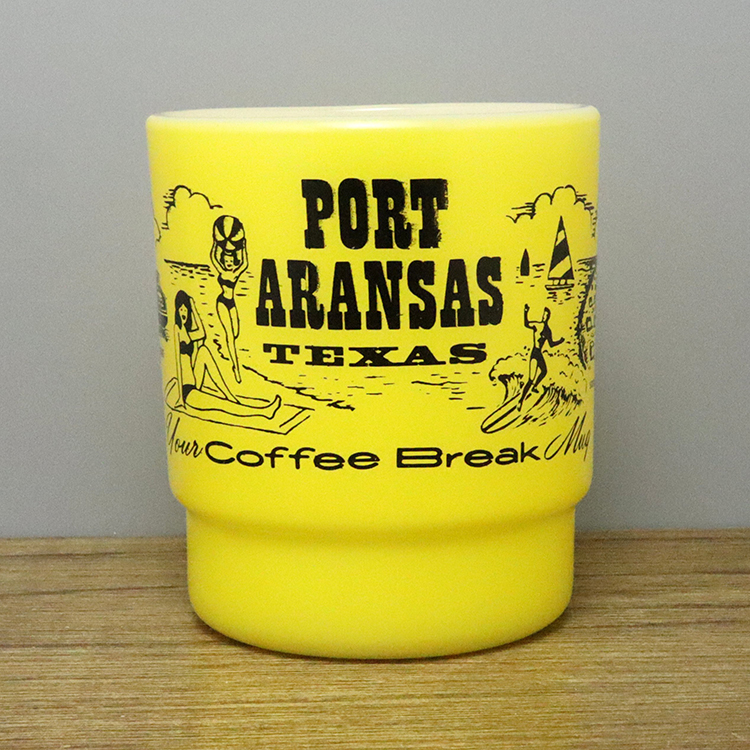 PORT
ARANSAS
TEXAS
Your Coffee Break Mug